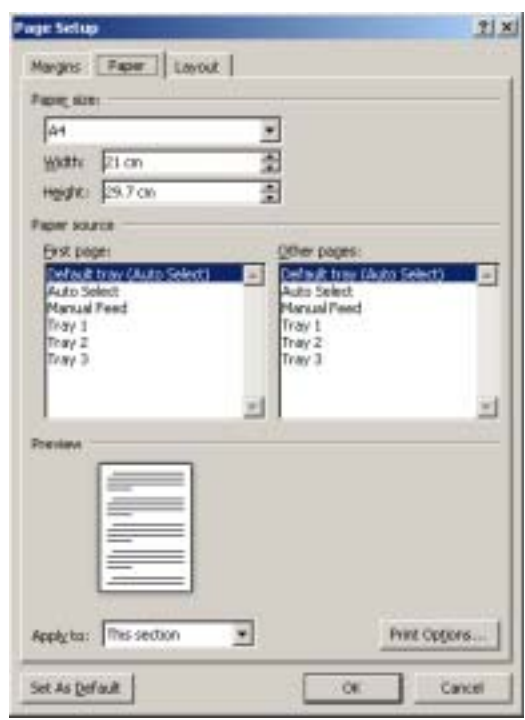 Page Setup
Margins Paper Layout
Paper size:
A4
Width: 21 cm
Height: 29.7 cm
Paper source
First page:
Default tray (Auto Select)
Auto Select
Manual Feed
Tray 1
Tray 2
Tray 3
Other pages:
Default tray (Auto Select)
Auto Select
Manual Feed
Tray 1
Tray 2
Tray 3
Preview
Apply to: This section
Print Options...
Set As Default OK Cancel